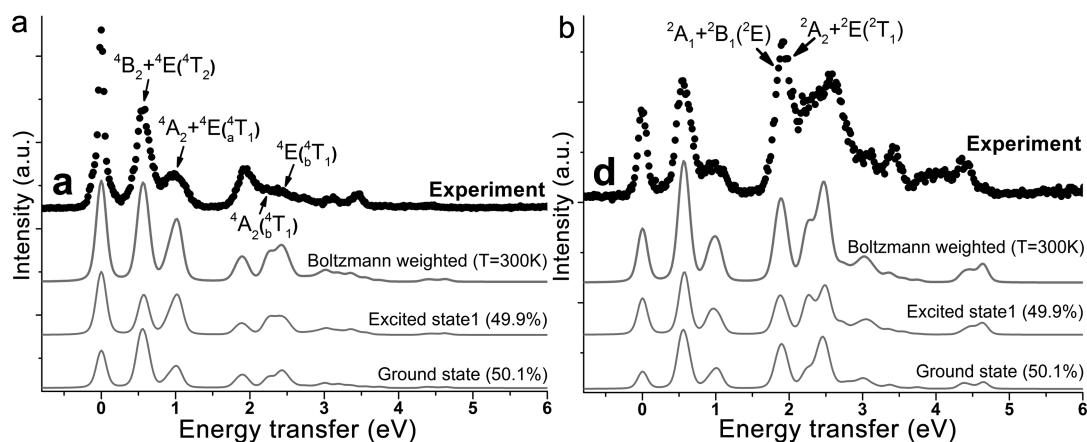 a
⁴B₂+⁴E(⁴T₂)
⁴A₂+⁴E(⁴ₐT₁)
⁴E(⁴_bT₁)
a
Experiment
⁴A₂(⁴_bT₁)
Boltzmann weighted (T=300K)
Excited state1 (49.9%)
Ground state (50.1%)
Intensity (a.u.)
0 1 2 3 4 5 6
Energy transfer (eV)
b
²A₁+²B₁(²E)
²A₂+²E(²T₁)
d
Experiment
Boltzmann weighted (T=300K)
Excited state1 (49.9%)
Ground state (50.1%)
Intensity (a.u.)
0 1 2 3 4 5 6
Energy transfer (eV)